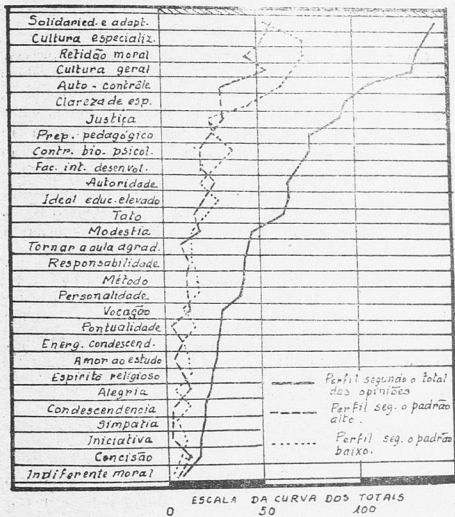 Solidaried. e adapt.
Cultura especializ.
Retidão moral
Cultura geral
Auto - contrôle
Clareza de esp.
Justiça
Prep. pedagógico
Contr. bio. psicol.
Fac. int. desenvol.
Autoridade
Ideal educ. elevado
Tato
Modestia
Tornar a aula agrad.
Responsabilidade
Método
Personalidade
Vocação
Pontualidade
Energ. condescend.
Amor ao estudo
Espirito religioso
Alegria
Condescendencia
Simpatia
Iniciativa
Concisão
Indiferente moral
Perfil segundo o total
das opiniões
Perfil seg. o padrão
alto.
Perfil seg. o padrão
baixo.
ESCALA DA CURVA DOS TOTAIS
0 50 100